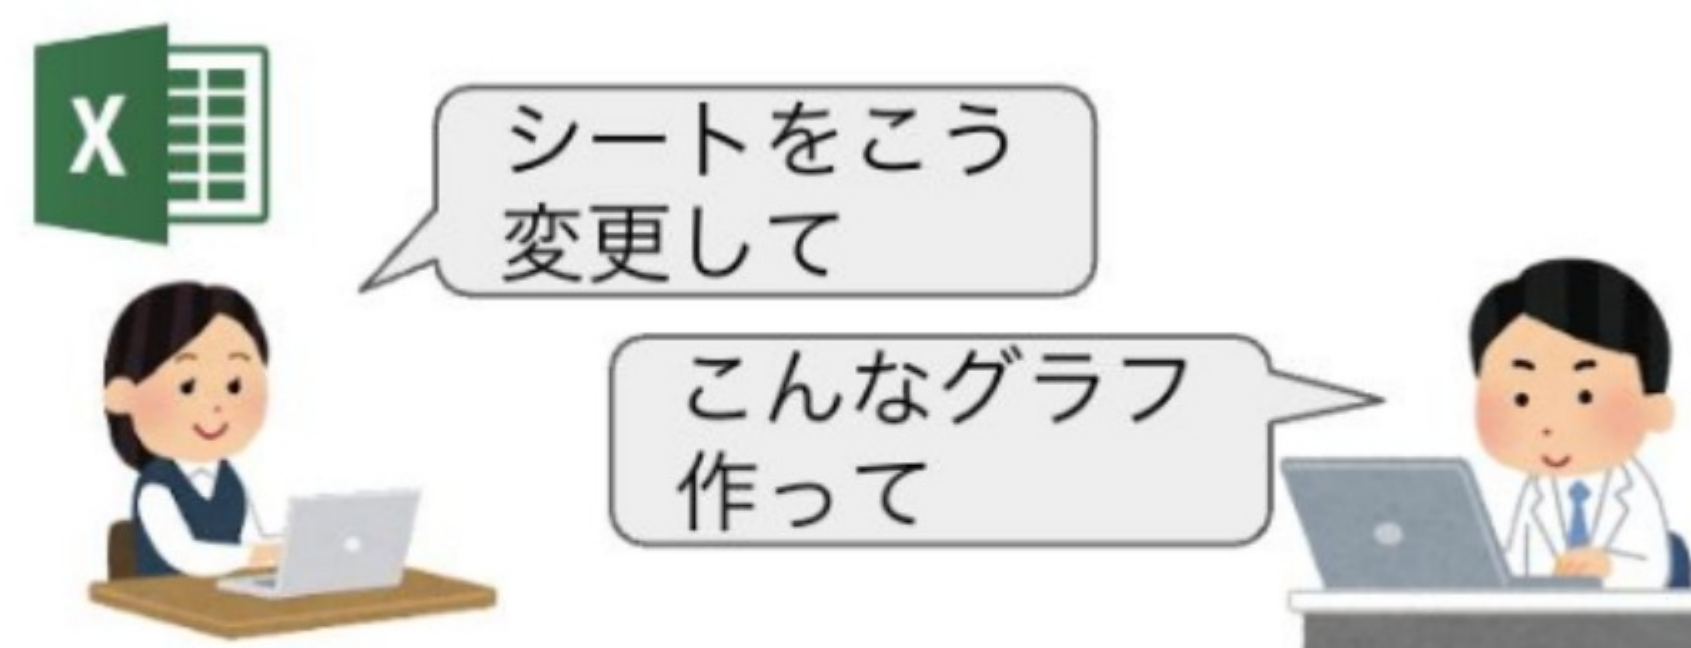 X
シートをこう
変更して
こんなグラフ
作って